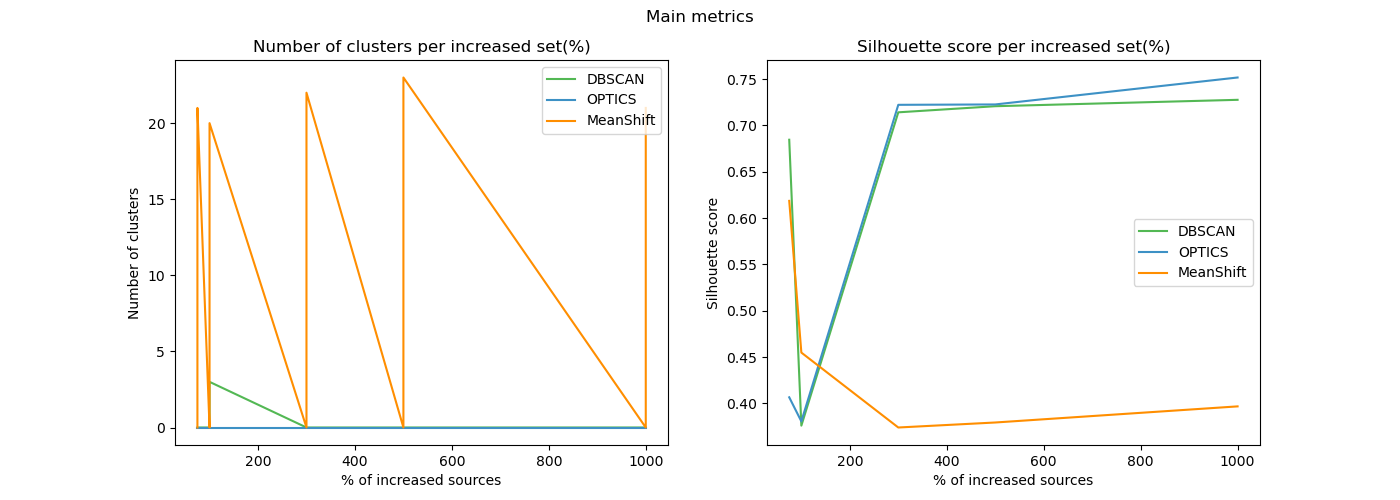 Main metrics
Number of clusters per increased set(%)
Number of clusters
20
15
10
5
0
200
400
600
800
1000
% of increased sources
DBSCAN
OPTICS
MeanShift
Silhouette score per increased set(%)
Silhouette score
0.75
0.70
0.65
0.60
0.55
0.50
0.45
0.40
200
400
600
800
1000
% of increased sources
DBSCAN
OPTICS
MeanShift